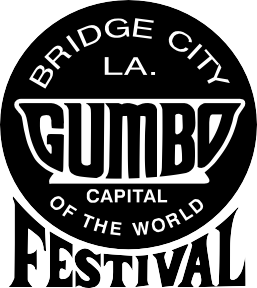 BRIDGE CITY
LA.
GUMBO
CAPITAL
OF THE WORLD
FESTIVAL